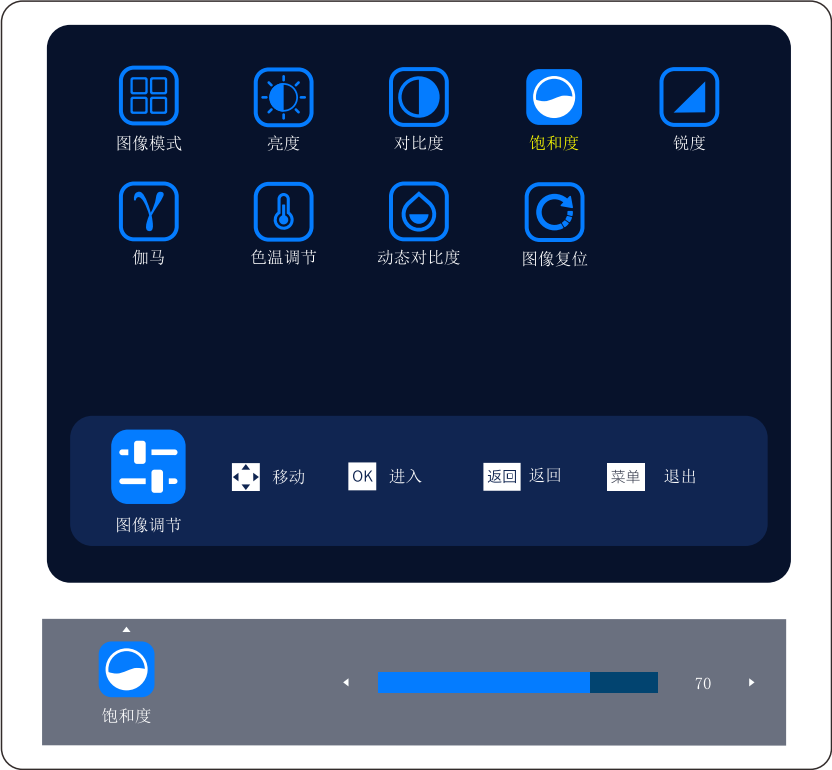 图像模式 亮度 对比度 饱和度 锐度
伽马 色温调节 动态对比度 图像复位
移动 OK 进入 返回 返回 菜单 退出
图像调节
70
饱和度